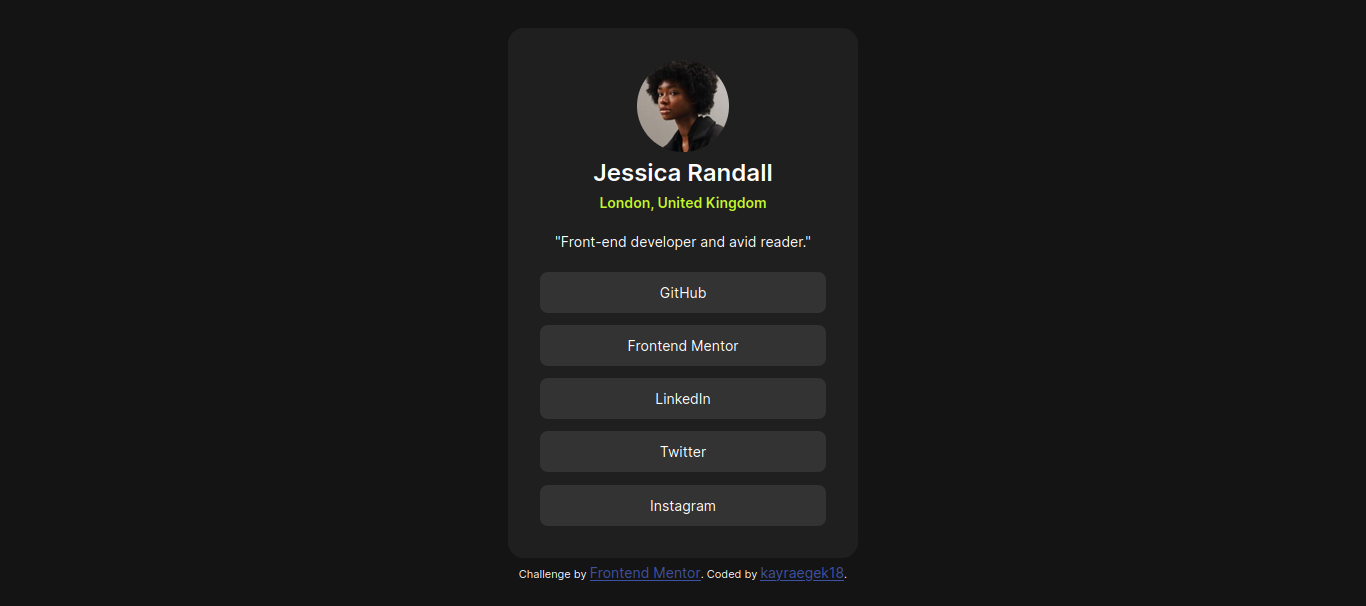 Jessica Randall
London, United Kingdom
"Front-end developer and avid reader."
GitHub
Frontend Mentor
LinkedIn
Twitter
Instagram
Challenge by Frontend Mentor. Coded by kayraegek18.